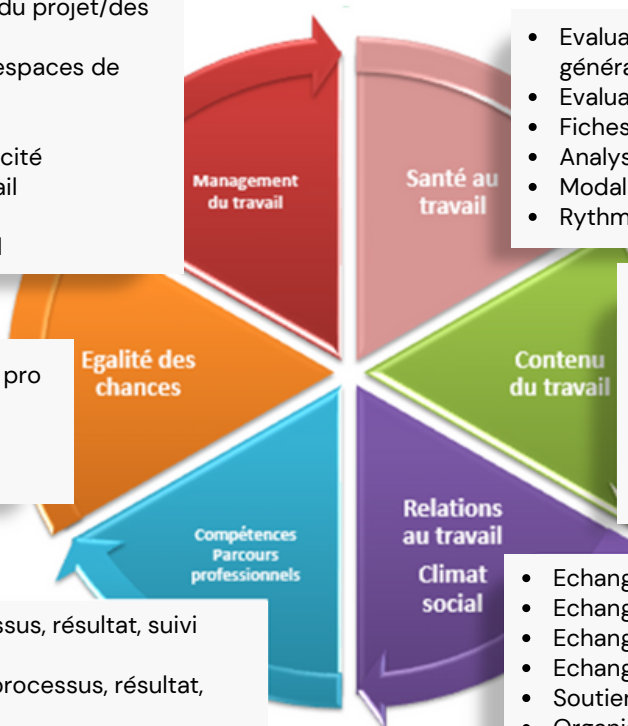 du projet/des
espaces de
cité
ail
Management
du travail
Santé au
travail
Evalua
généra
Evalua
Fiches
Analys
Modal
Rythm
Egalité des
chances
pro
Contenu
du travail
Compétences
Parcours
professionnels
Relations
au travail
Climat
social
ssus, résultat, suivi
processus, résultat,
Echang
Echang
Echang
Echang
Soutien